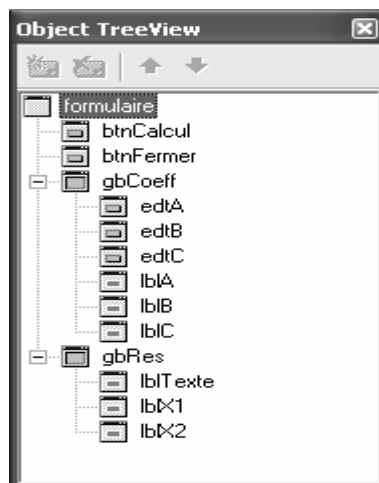 Object TreeView
formulaire
btnCalcul
btnFermer
gbCoeff
edtA
edtB
edtC
lblA
lblB
lblC
gbRes
lblTexte
lblX1
lblX2